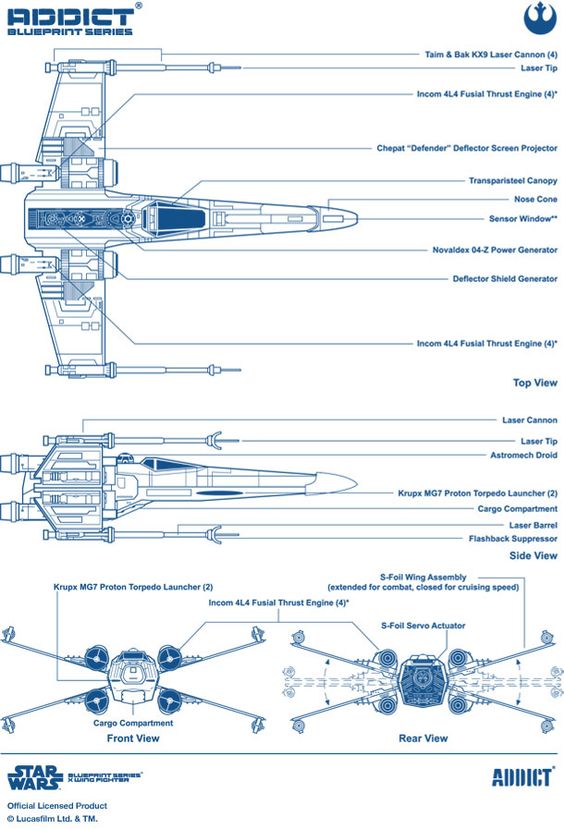 ADDICT®
BLUEPRINT SERIES
Taim & Bak KX9 Laser Cannon (4)
Laser Tip
Incom 4L4 Fusial Thrust Engine (4)*
Chepat “Defender” Deflector Screen Projector
Transparisteel Canopy
Nose Cone
Sensor Window**
Novaldex 04-Z Power Generator
Deflector Shield Generator
Incom 4L4 Fusial Thrust Engine (4)*
Top View
Laser Cannon
Laser Tip
Astromech Droid
Krupx MG7 Proton Torpedo Launcher (2)
Cargo Compartment
Laser Barrel
Flashback Suppressor
Side View
S-Foil Wing Assembly
(extended for combat, closed for cruising speed)
Krupx MG7 Proton Torpedo Launcher (2)
Incom 4L4 Fusial Thrust Engine (4)*
S-Foil Servo Actuator
Cargo Compartment
Front View
Rear View
STAR WARS
BLUEPRINT SERIES
X WING FIGHTER
ADDICT
Official Licensed Product
© Lucasfilm Ltd. & TM.